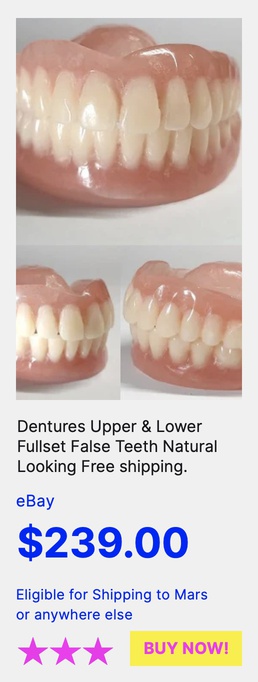 Dentures Upper & Lower
Fullset False Teeth Natural
Looking Free shipping.
eBay
$239.00
Eligible for Shipping to Mars
or anywhere else
BUY NOW!